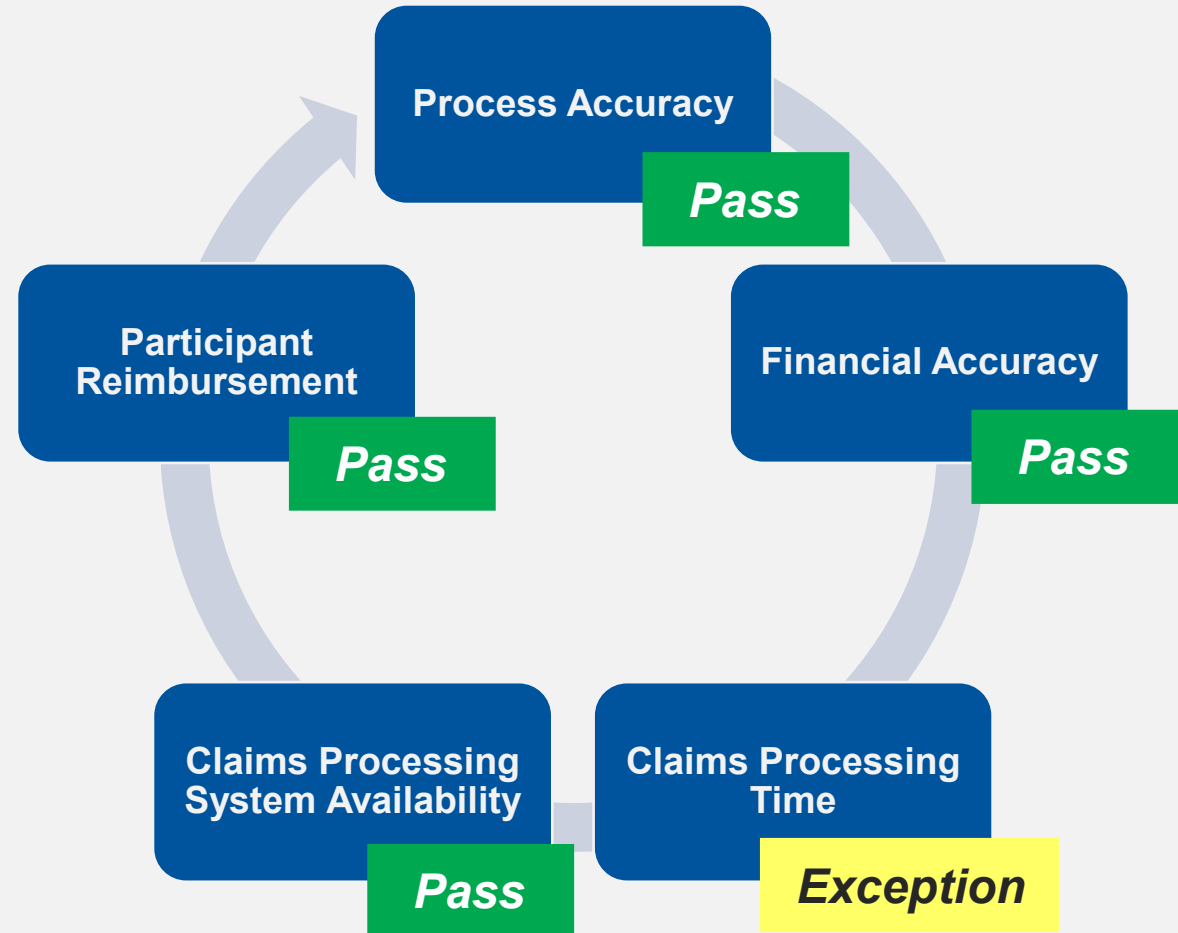 Process Accuracy
Pass
Financial Accuracy
Pass
Claims Processing
Time
Exception
Claims Processing
System Availability
Pass
Participant
Reimbursement
Pass